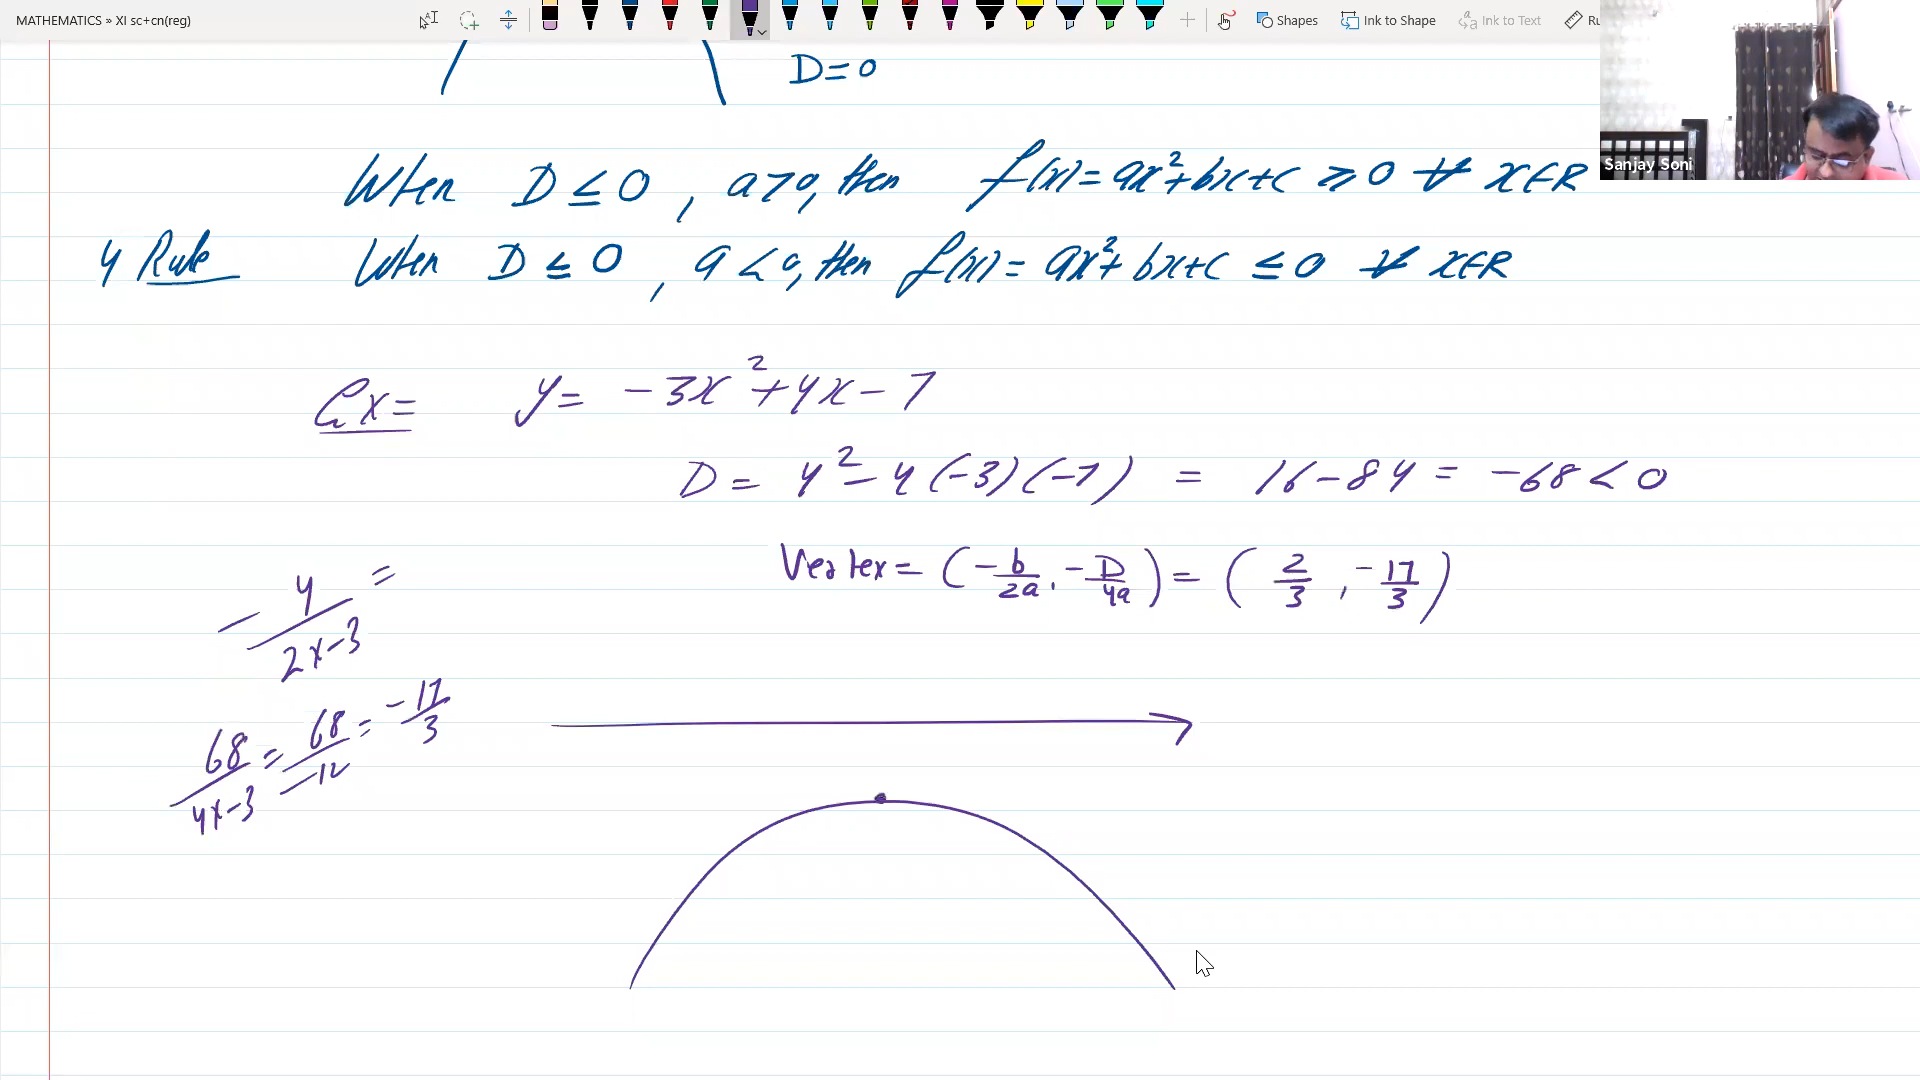 MATHEMATICS » XI sc+cn(reg)
Shapes
Ink to Shape
Ink to Text
Ru
Sanjay Soni
D=0
When D ≤ 0 , a>0, then f(x)= ax²+bx+c ≥ 0 ∀ x∈R
4 Rule When D ≤ 0 , a<0, then f(x)= ax²+bx+c ≤ 0 ∀ x∈R
Ex= y= -3x²+4x-7
D = 4²-4(-3)(-7) = 16-84 = -68 < 0
Vertex = (-b/2a, -D/4a) = (2/3, -17/3)
-4/2x-3 =
68/4x-3 = 68/-12 = -17/3